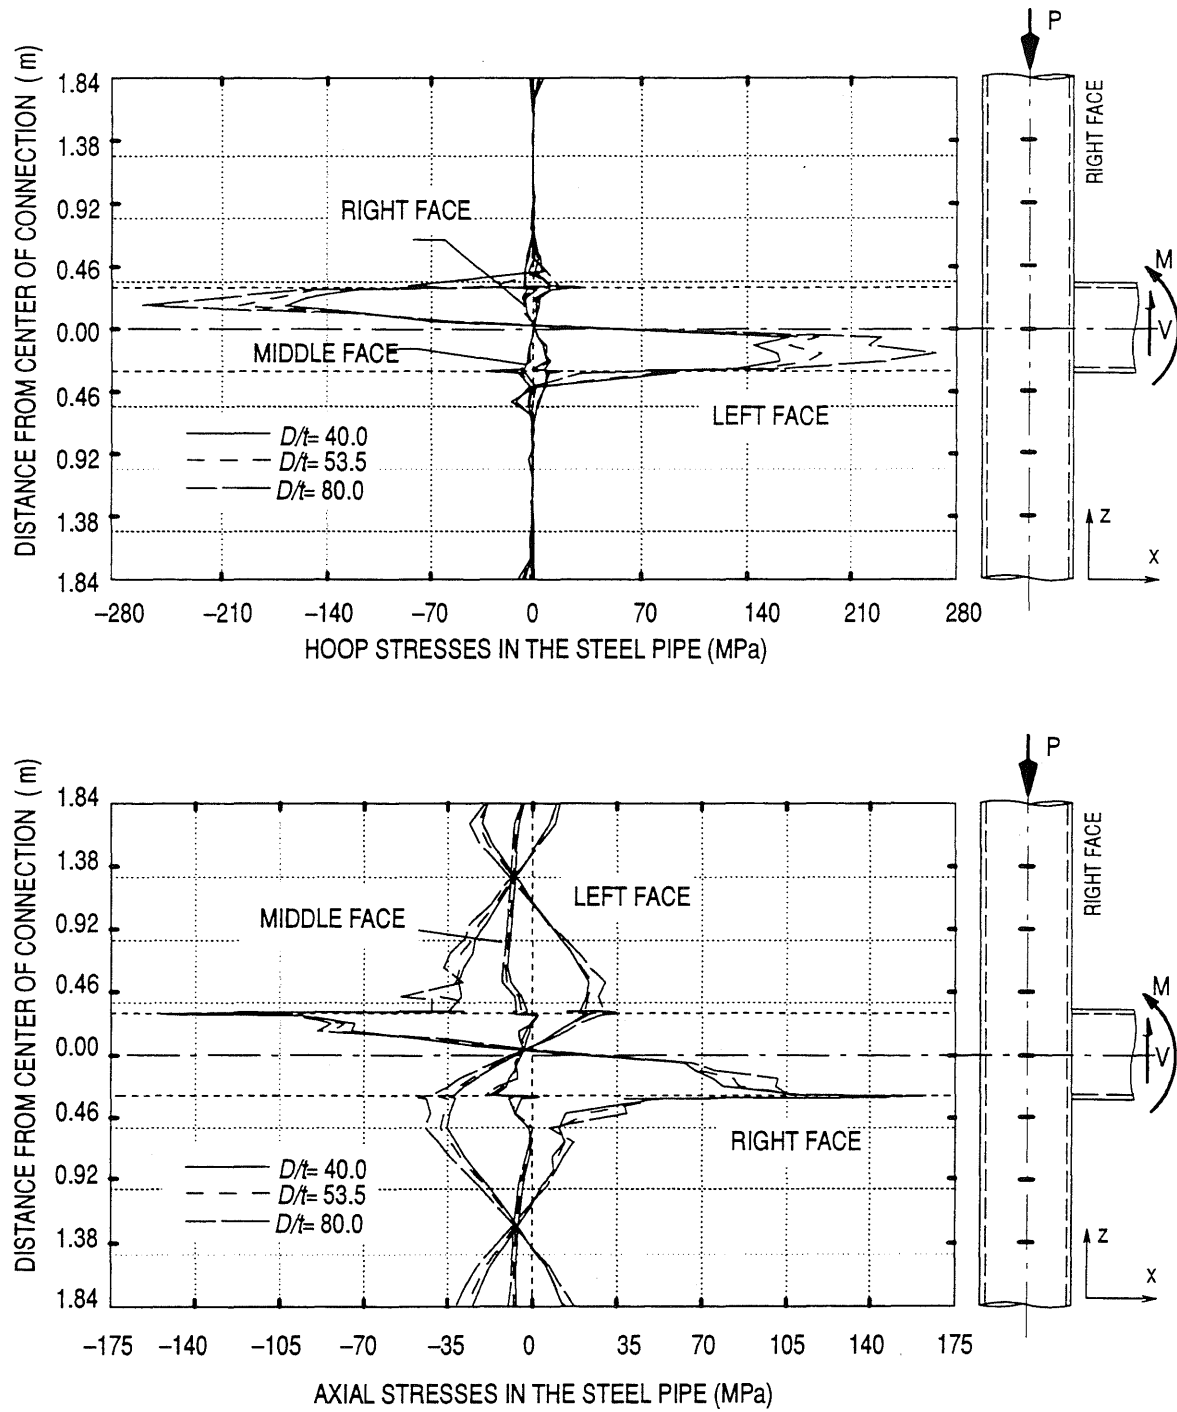 P
RIGHT FACE
DISTANCE FROM CENTER OF CONNECTION (m)
1.84
1.38
0.92
0.46
0.00
0.46
0.92
1.38
1.84
RIGHT FACE
MIDDLE FACE
LEFT FACE
D/t= 40.0
D/t= 53.5
D/t= 80.0
M
V
z
x
–280 –210 –140 –70 0 70 140 210 280
HOOP STRESSES IN THE STEEL PIPE (MPa)
P
RIGHT FACE
DISTANCE FROM CENTER OF CONNECTION (m)
1.84
1.38
0.92
0.46
0.00
0.46
0.92
1.38
1.84
LEFT FACE
MIDDLE FACE
RIGHT FACE
D/t= 40.0
D/t= 53.5
D/t= 80.0
M
V
z
x
–175 –140 –105 –70 –35 0 35 70 105 140 175
AXIAL STRESSES IN THE STEEL PIPE (MPa)